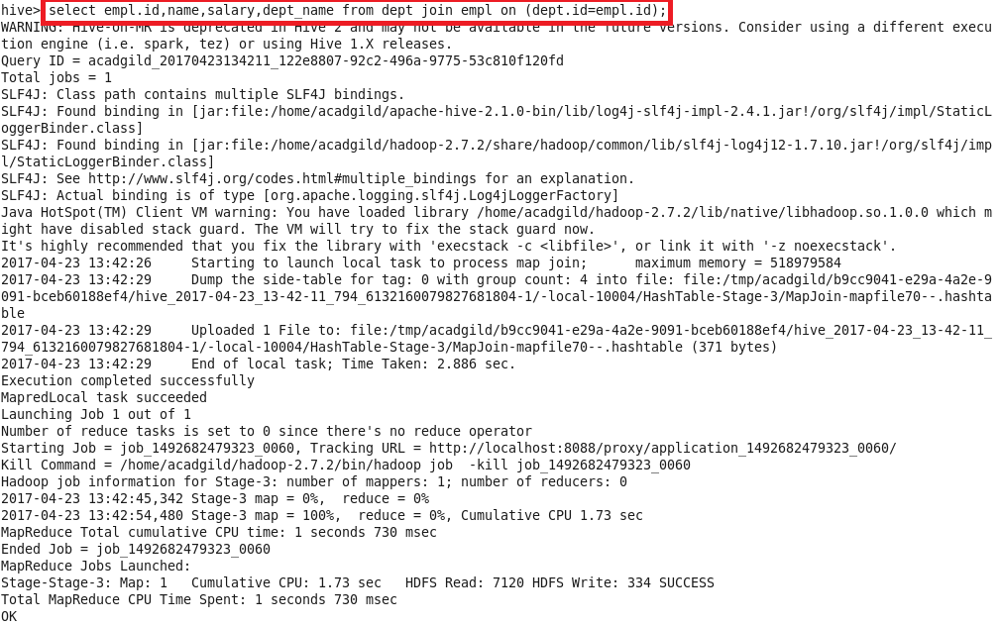 hive> select empl.id,name,salary,dept_name from dept join empl on (dept.id=empl.id);
WARNING: Hive-on-MR is deprecated in Hive 2 and may not be available in the future versions. Consider using a different execu
tion engine (i.e. spark, tez) or using Hive 1.X releases.
Query ID = acadgild_20170423134211_122e8807-92c2-496a-9775-53c810f120fd
Total jobs = 1
SLF4J: Class path contains multiple SLF4J bindings.
SLF4J: Found binding in [jar:file:/home/acadgild/apache-hive-2.1.0-bin/lib/log4j-slf4j-impl-2.4.1.jar!/org/slf4j/impl/StaticL
oggerBinder.class]
SLF4J: Found binding in [jar:file:/home/acadgild/hadoop-2.7.2/share/hadoop/common/lib/slf4j-log4j12-1.7.10.jar!/org/slf4j/imp
l/StaticLoggerBinder.class]
SLF4J: See http://www.slf4j.org/codes.html#multiple_bindings for an explanation.
SLF4J: Actual binding is of type [org.apache.logging.slf4j.Log4jLoggerFactory]
Java HotSpot(TM) Client VM warning: You have loaded library /home/acadgild/hadoop-2.7.2/lib/native/libhadoop.so.1.0.0 which m
ight have disabled stack guard. The VM will try to fix the stack guard now.
It's highly recommended that you fix the library with 'execstack -c <libfile>', or link it with '-z noexecstack'.
2017-04-23 13:42:26     Starting to launch local task to process map join;      maximum memory = 518979584
2017-04-23 13:42:29     Dump the side-table for tag: 0 with group count: 4 into file: file:/tmp/acadgild/b9cc9041-e29a-4a2e-9
091-bceb60188ef4/hive_2017-04-23_13-42-11_794_6132160079827681804-1/-local-10004/HashTable-Stage-3/MapJoin-mapfile70--.hashta
ble
2017-04-23 13:42:29     Uploaded 1 File to: file:/tmp/acadgild/b9cc9041-e29a-4a2e-9091-bceb60188ef4/hive_2017-04-23_13-42-11_
794_6132160079827681804-1/-local-10004/HashTable-Stage-3/MapJoin-mapfile70--.hashtable (371 bytes)
2017-04-23 13:42:29     End of local task; Time Taken: 2.886 sec.
Execution completed successfully
MapredLocal task succeeded
Launching Job 1 out of 1
Number of reduce tasks is set to 0 since there's no reduce operator
Starting Job = job_1492682479323_0060, Tracking URL = http://localhost:8088/proxy/application_1492682479323_0060/
Kill Command = /home/acadgild/hadoop-2.7.2/bin/hadoop job  -kill job_1492682479323_0060
Hadoop job information for Stage-3: number of mappers: 1; number of reducers: 0
2017-04-23 13:42:45,342 Stage-3 map = 0%,  reduce = 0%
2017-04-23 13:42:54,480 Stage-3 map = 100%,  reduce = 0%, Cumulative CPU 1.73 sec
MapReduce Total cumulative CPU time: 1 seconds 730 msec
Ended Job = job_1492682479323_0060
MapReduce Jobs Launched:
Stage-Stage-3: Map: 1   Cumulative CPU: 1.73 sec   HDFS Read: 7120 HDFS Write: 334 SUCCESS
Total MapReduce CPU Time Spent: 1 seconds 730 msec
OK